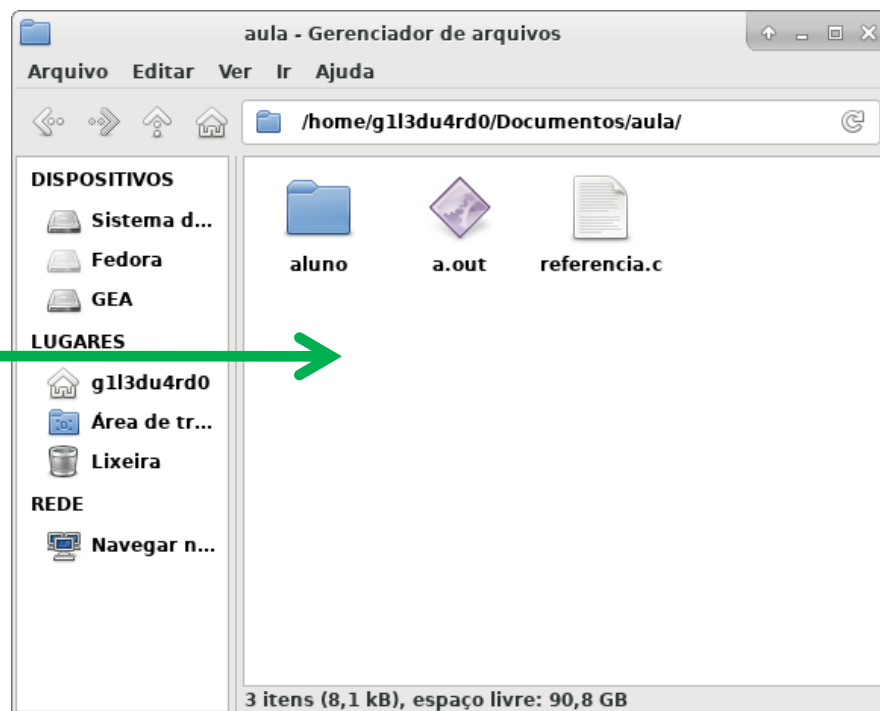 aula - Gerenciador de arquivos
Arquivo Editar Ver Ir Ajuda
/home/g1l3du4rd0/Documentos/aula/
DISPOSITIVOS
Sistema d...
Fedora
GEA
LUGARES
g1l3du4rd0
Área de tr...
Lixeira
REDE
Navegar n...
aluno a.out referencia.c
3 itens (8,1 kB), espaço livre: 90,8 GB